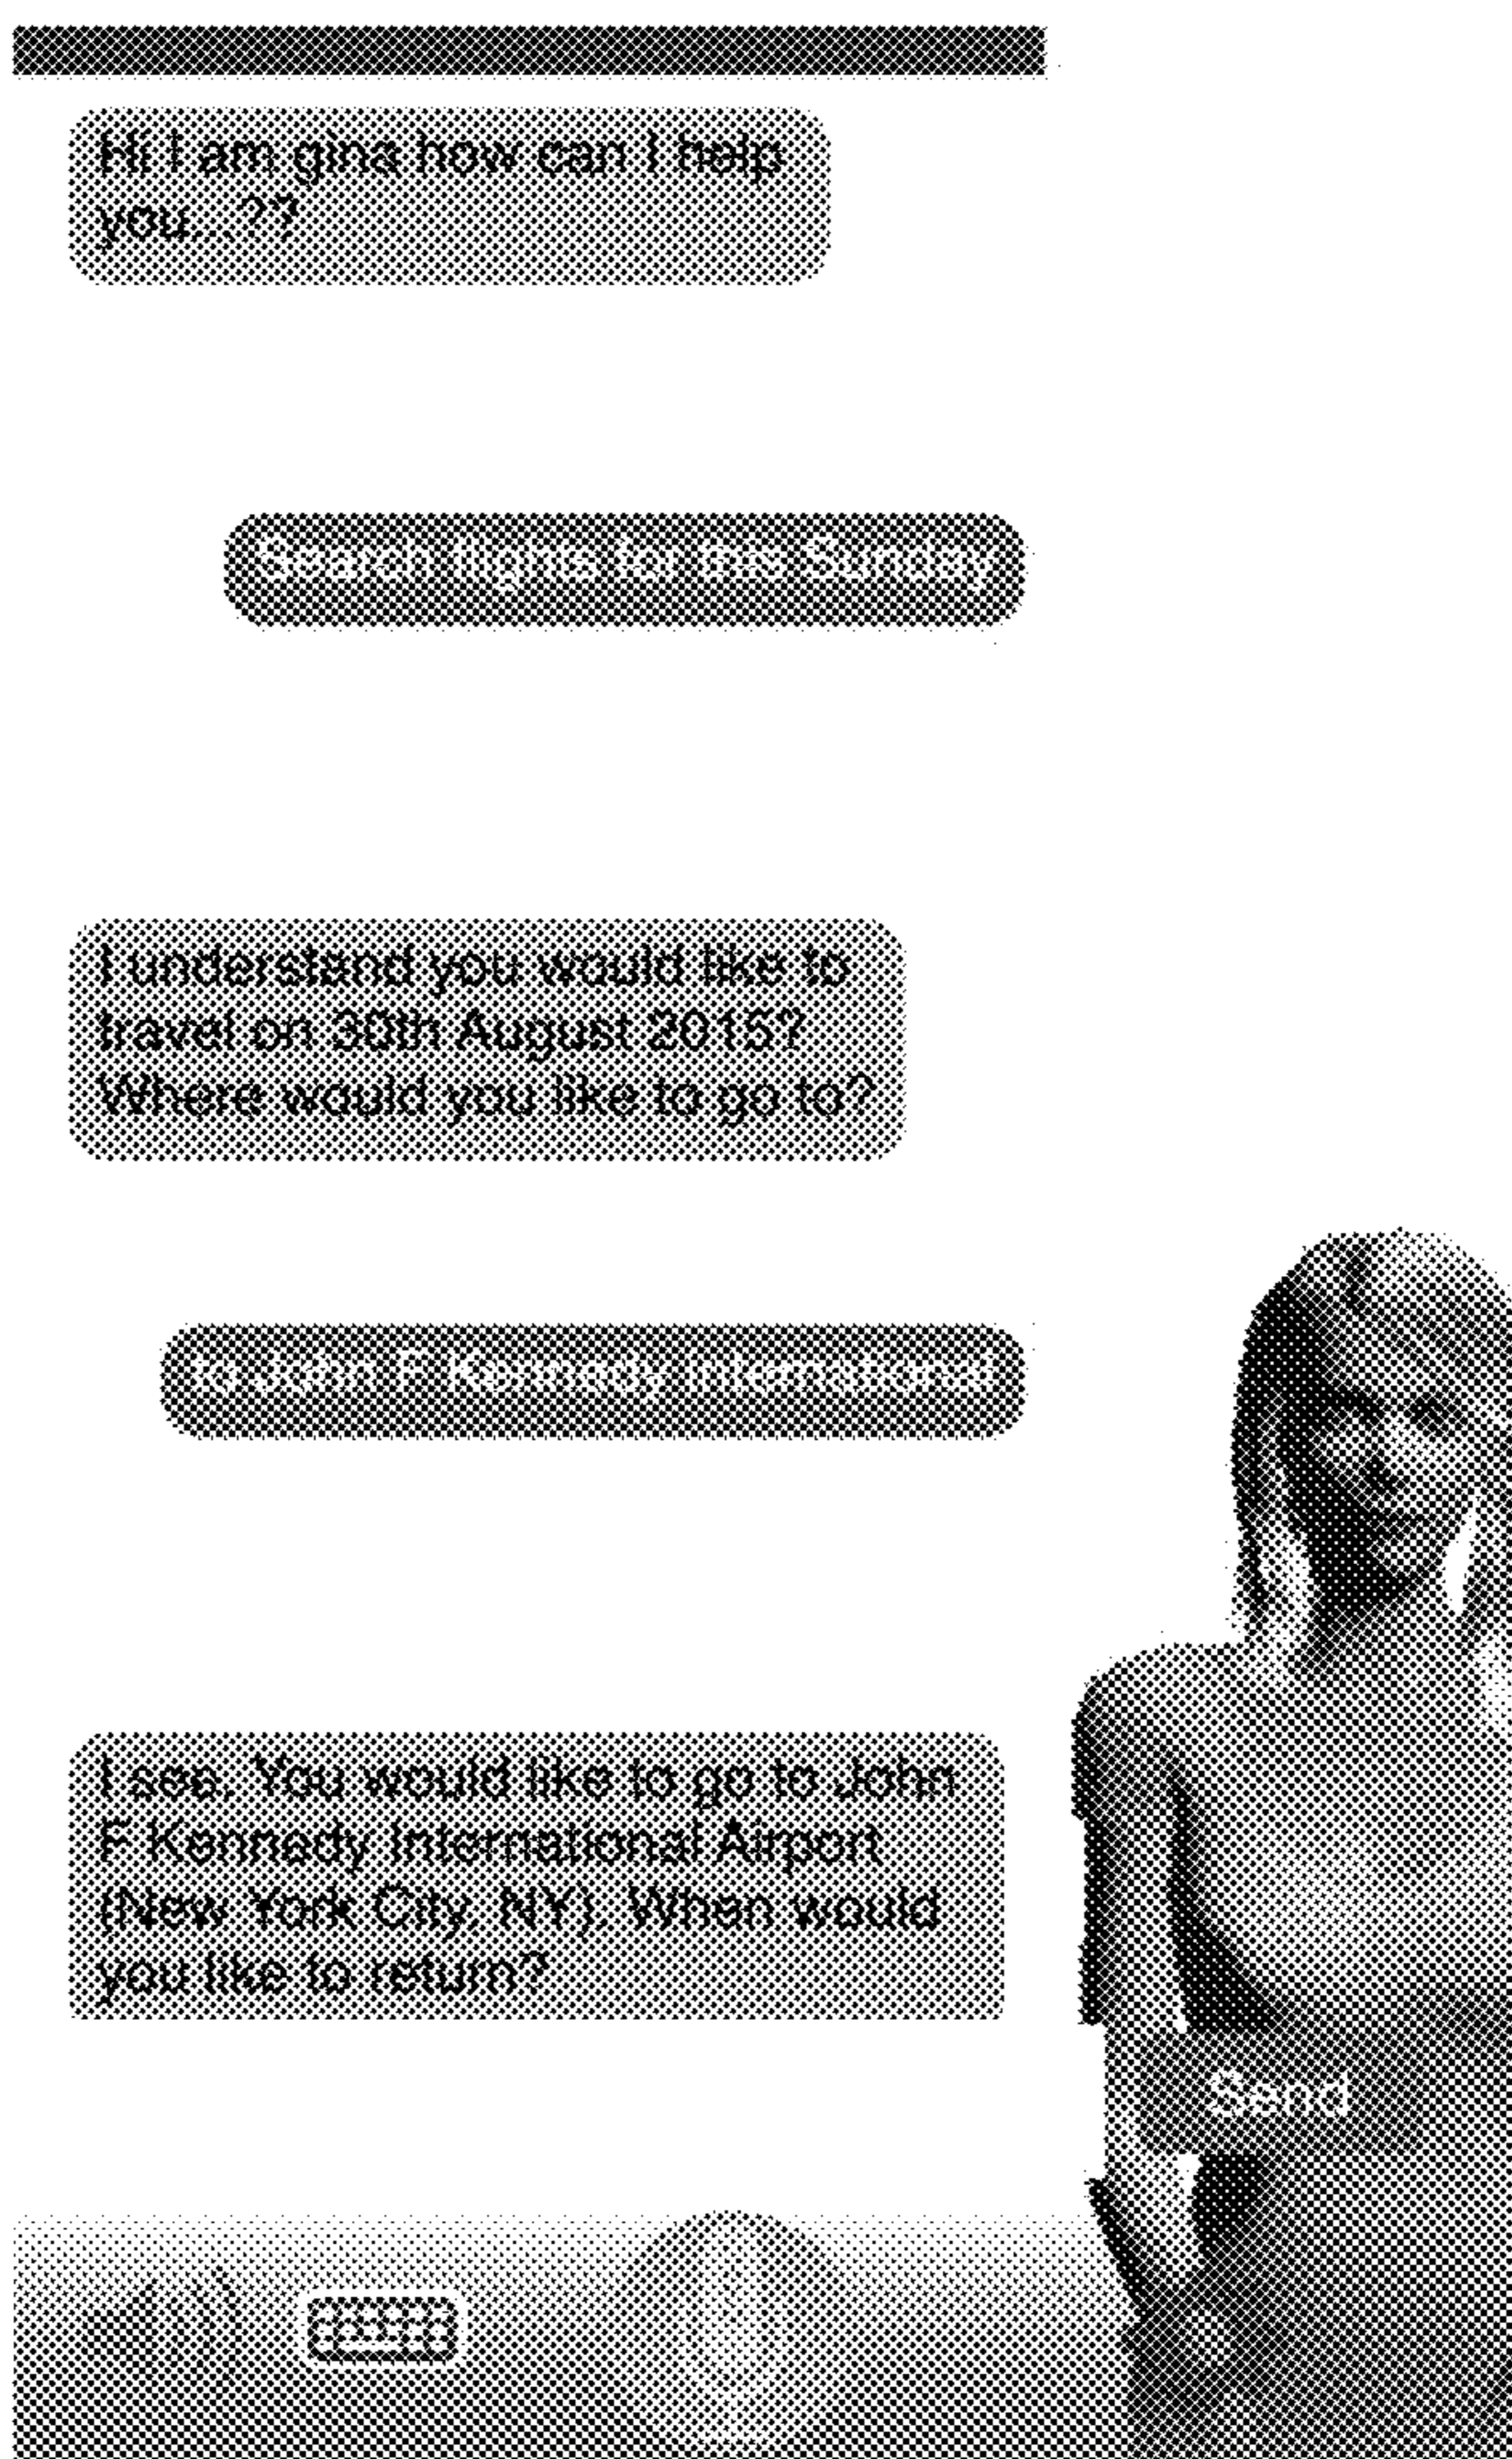 Hi I am gina how can I help
you...??
Search flights for this Sunday
I understand you would like to
travel on 30th August 2015?
Where would you like to go to?
to John F Kennedy international
I see. You would like to go to John
F Kennedy International Airport
(New York City, NY). When would
you like to return?
Send